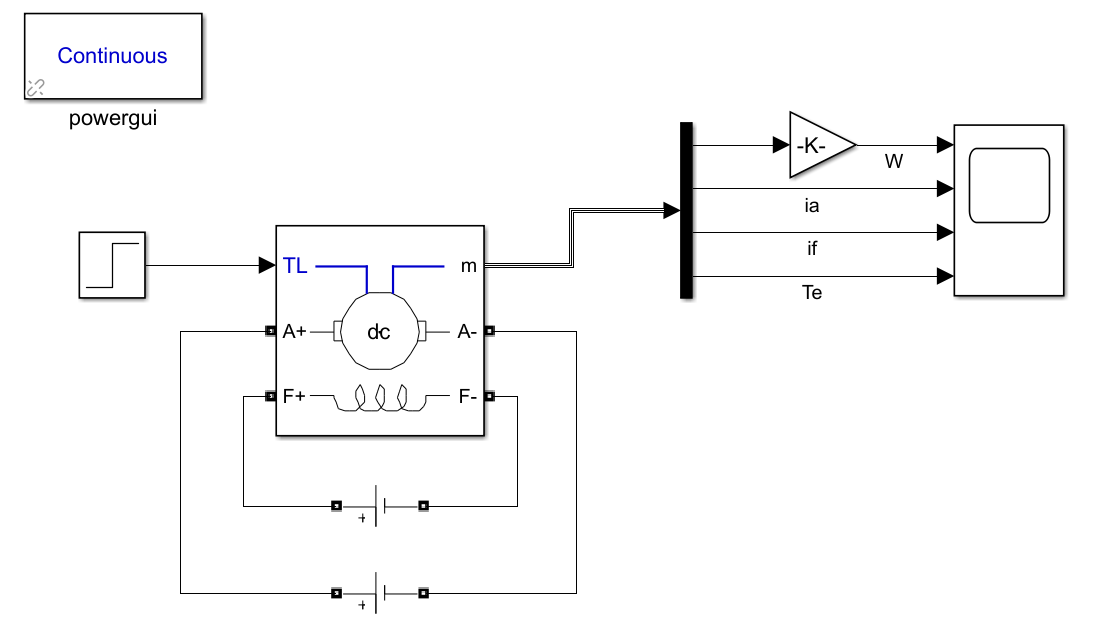 Continuous
powergui
-K-
W
ia
if
Te
TL
m
A+
dc
A-
F+
F-
+
+